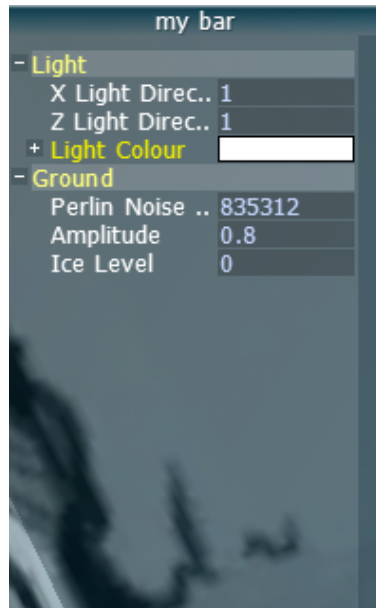 my bar
- Light
X Light Direc.. 1
Z Light Direc.. 1
+ Light Colour
- Ground
Perlin Noise .. 835312
Amplitude 0.8
Ice Level 0